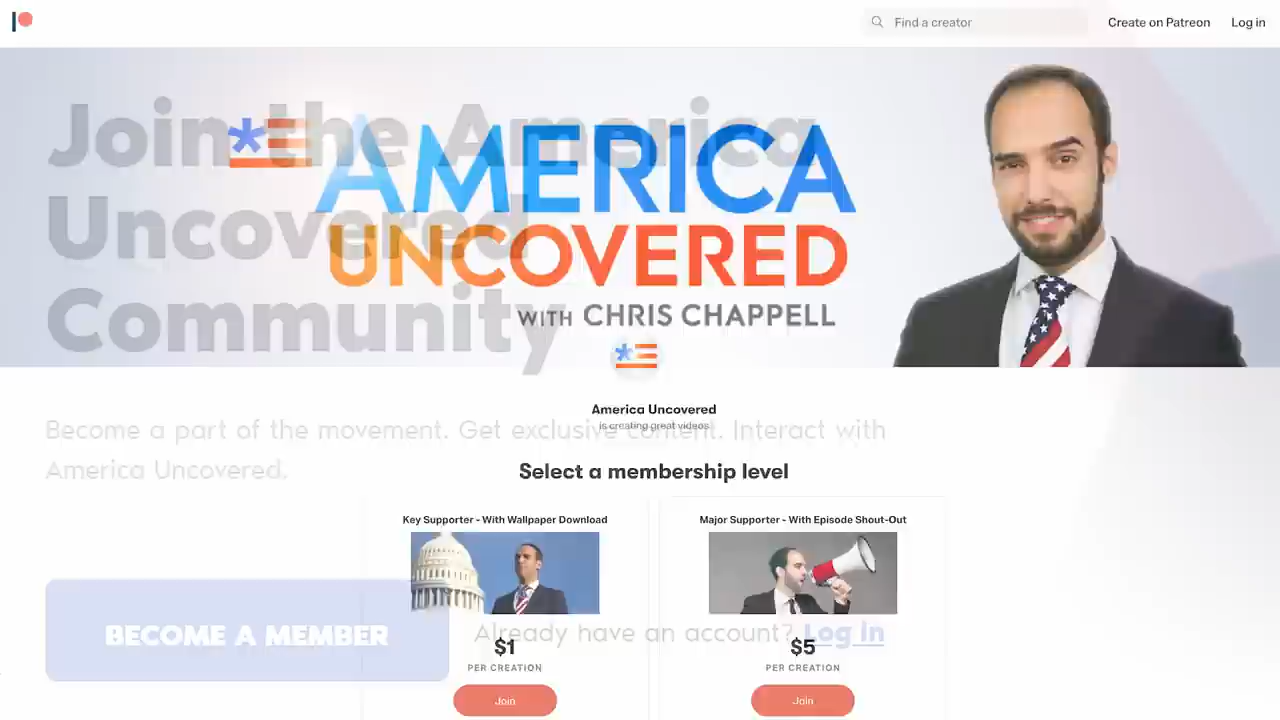 Find a creator
Create on Patreon
Log in
Join the America
Uncovered
Community
AMERICA
UNCOVERED
WITH CHRIS CHAPPELL
America Uncovered
is creating great videos
Become a part of the movement. Get exclusive content. Interact with
America Uncovered.
Select a membership level
Key Supporter - With Wallpaper Download
Major Supporter - With Episode Shout-Out
BECOME A MEMBER
Already have an account? Log In
$1
PER CREATION
Join
$5
PER CREATION
Join